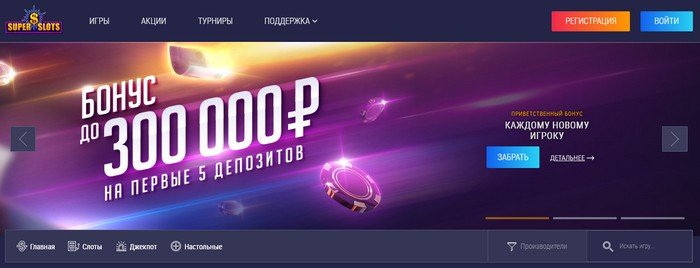 SUPER SLOTS
ИГРЫ
АКЦИИ
ТУРНИРЫ
ПОДДЕРЖКА
РЕГИСТРАЦИЯ
ВОЙТИ
БОНУС
ДО 300 000 ₽
НА ПЕРВЫЕ 5 ДЕПОЗИТОВ
ПРИВЕТСТВЕННЫЙ БОНУС
КАЖДОМУ НОВОМУ
ИГРОКУ
ЗАБРАТЬ
ДЕТАЛЬНЕЕ
Главная
Слоты
Джекпот
Настольные
Производители
Искать игру...